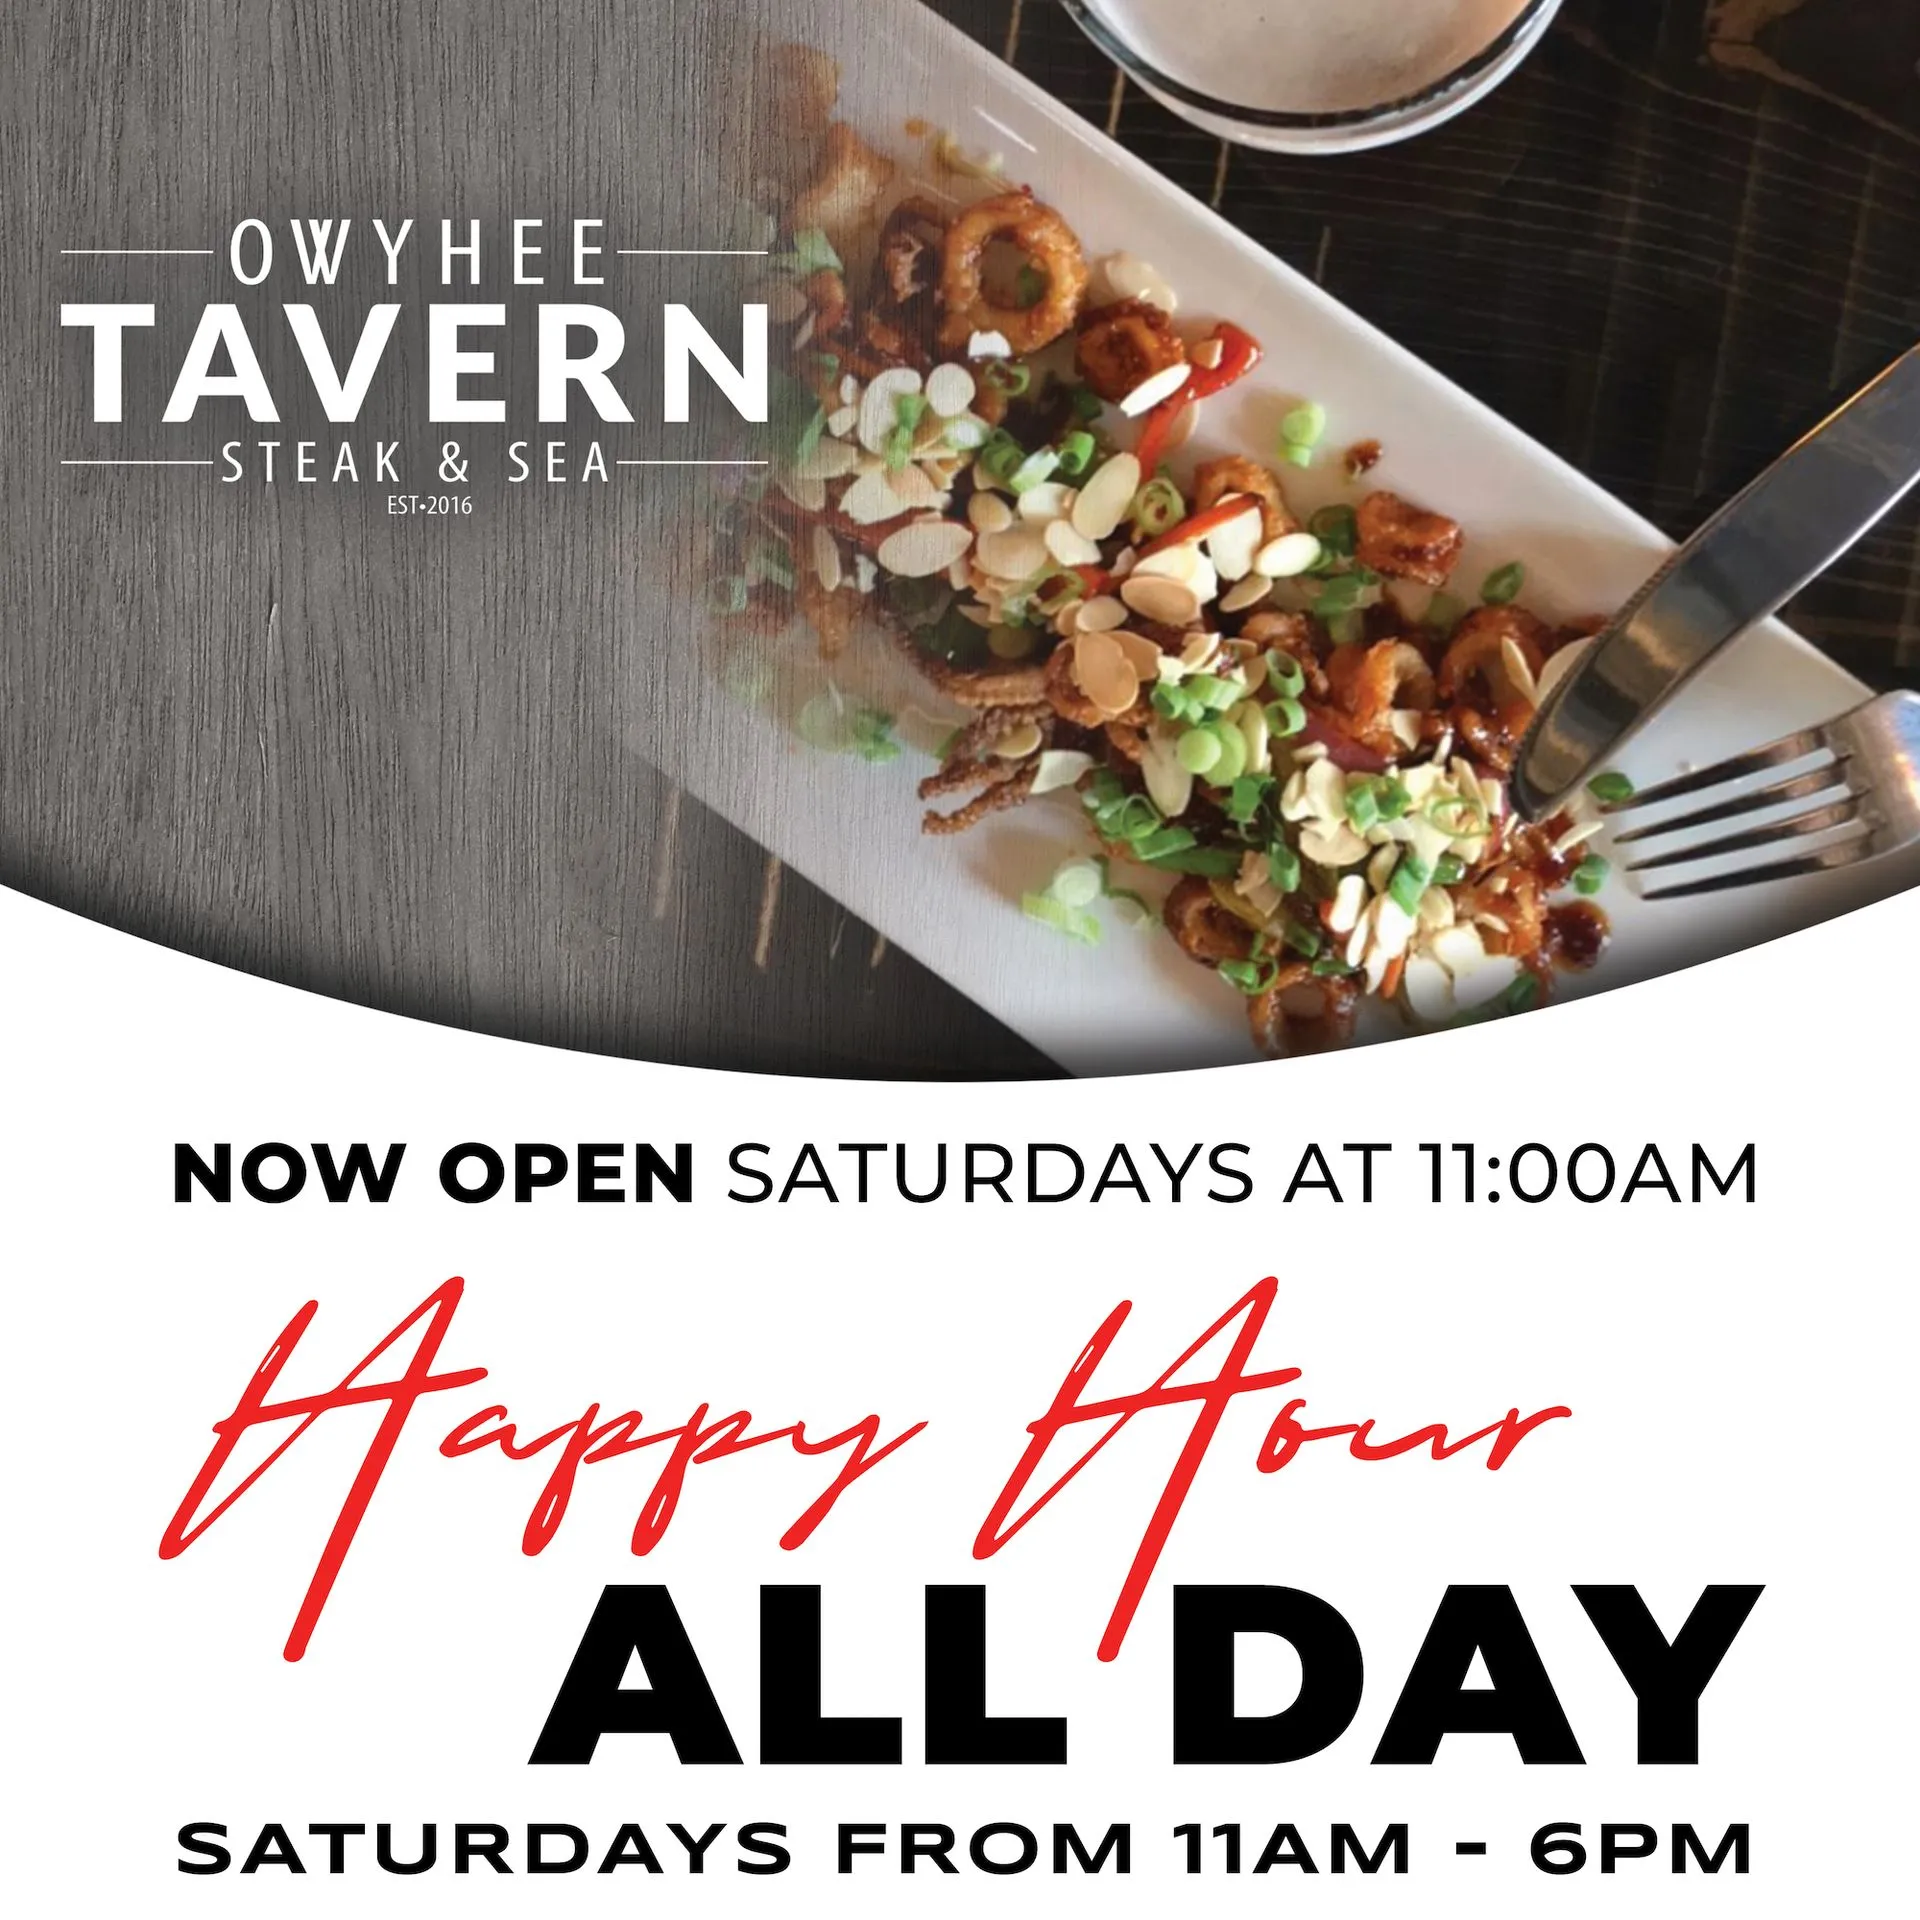 OWYHEE
TAVERN
STEAK & SEA
EST•2016
NOW OPEN SATURDAYS AT 11:00AM
Happy Hour
ALL DAY
SATURDAYS FROM 11AM - 6PM